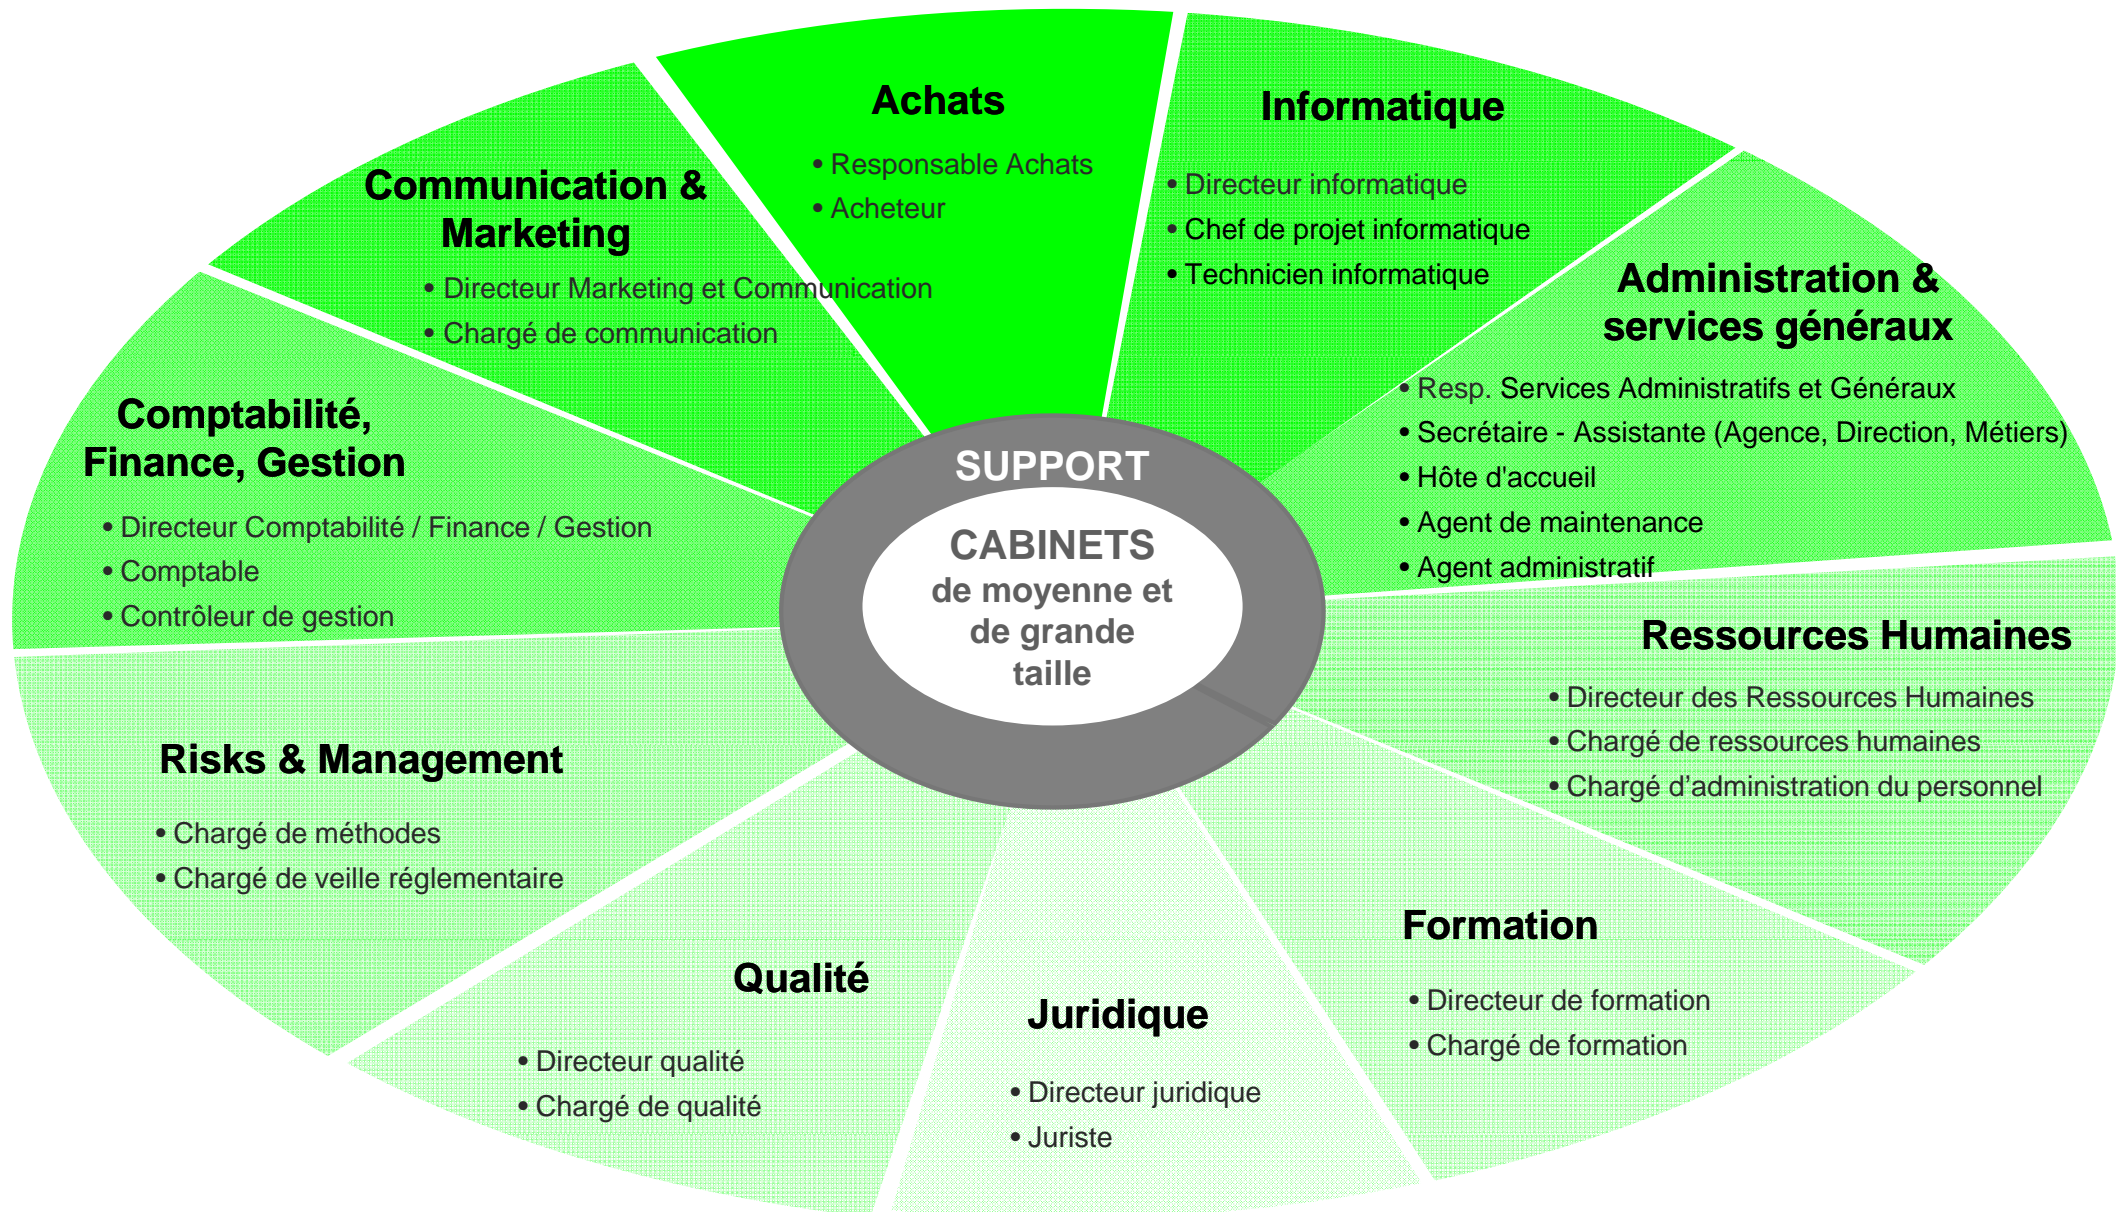 Achats
• Responsable Achats
• Acheteur
Informatique
• Directeur informatique
• Chef de projet informatique
• Technicien informatique
Administration &
services généraux
• Resp. Services Administratifs et Généraux
• Secrétaire - Assistante (Agence, Direction, Métiers)
• Hôte d'accueil
• Agent de maintenance
• Agent administratif
Ressources Humaines
• Directeur des Ressources Humaines
• Chargé de ressources humaines
• Chargé d’administration du personnel
Formation
• Directeur de formation
• Chargé de formation
Juridique
• Directeur juridique
• Juriste
Qualité
• Directeur qualité
• Chargé de qualité
Risks & Management
• Chargé de méthodes
• Chargé de veille réglementaire
Comptabilité,
Finance, Gestion
• Directeur Comptabilité / Finance / Gestion
• Comptable
• Contrôleur de gestion
Communication &
Marketing
• Directeur Marketing et Communication
• Chargé de communication
SUPPORT
CABINETS
de moyenne et
de grande
taille